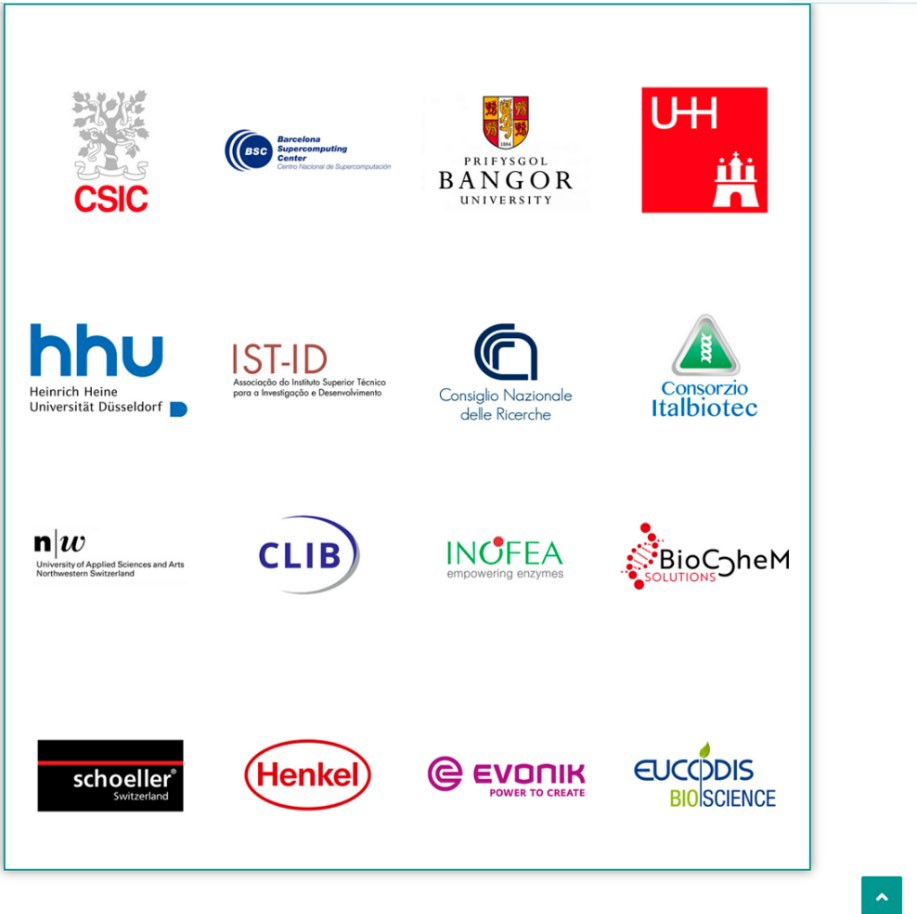 CSIC
BSC
Barcelona
Supercomputing
Center
Centro Nacional de Supercomputación
1884
PRIFYSGOL
BANGOR
UNIVERSITY
UHH
hhu
Heinrich Heine
Universität Düsseldorf
IST-ID
Associação do Instituto Superior Técnico
para a Investigação e Desenvolvimento
Consiglio Nazionale
delle Ricerche
Consorzio
Italbiotec
n|w
University of Applied Sciences and Arts
Northwestern Switzerland
CLIB
INOFEA
empowering enzymes
BioCheM
SOLUTIONS
schoeller®
Switzerland
Henkel
EVONIK
POWER TO CREATE
EUCODIS
BIOSCIENCE